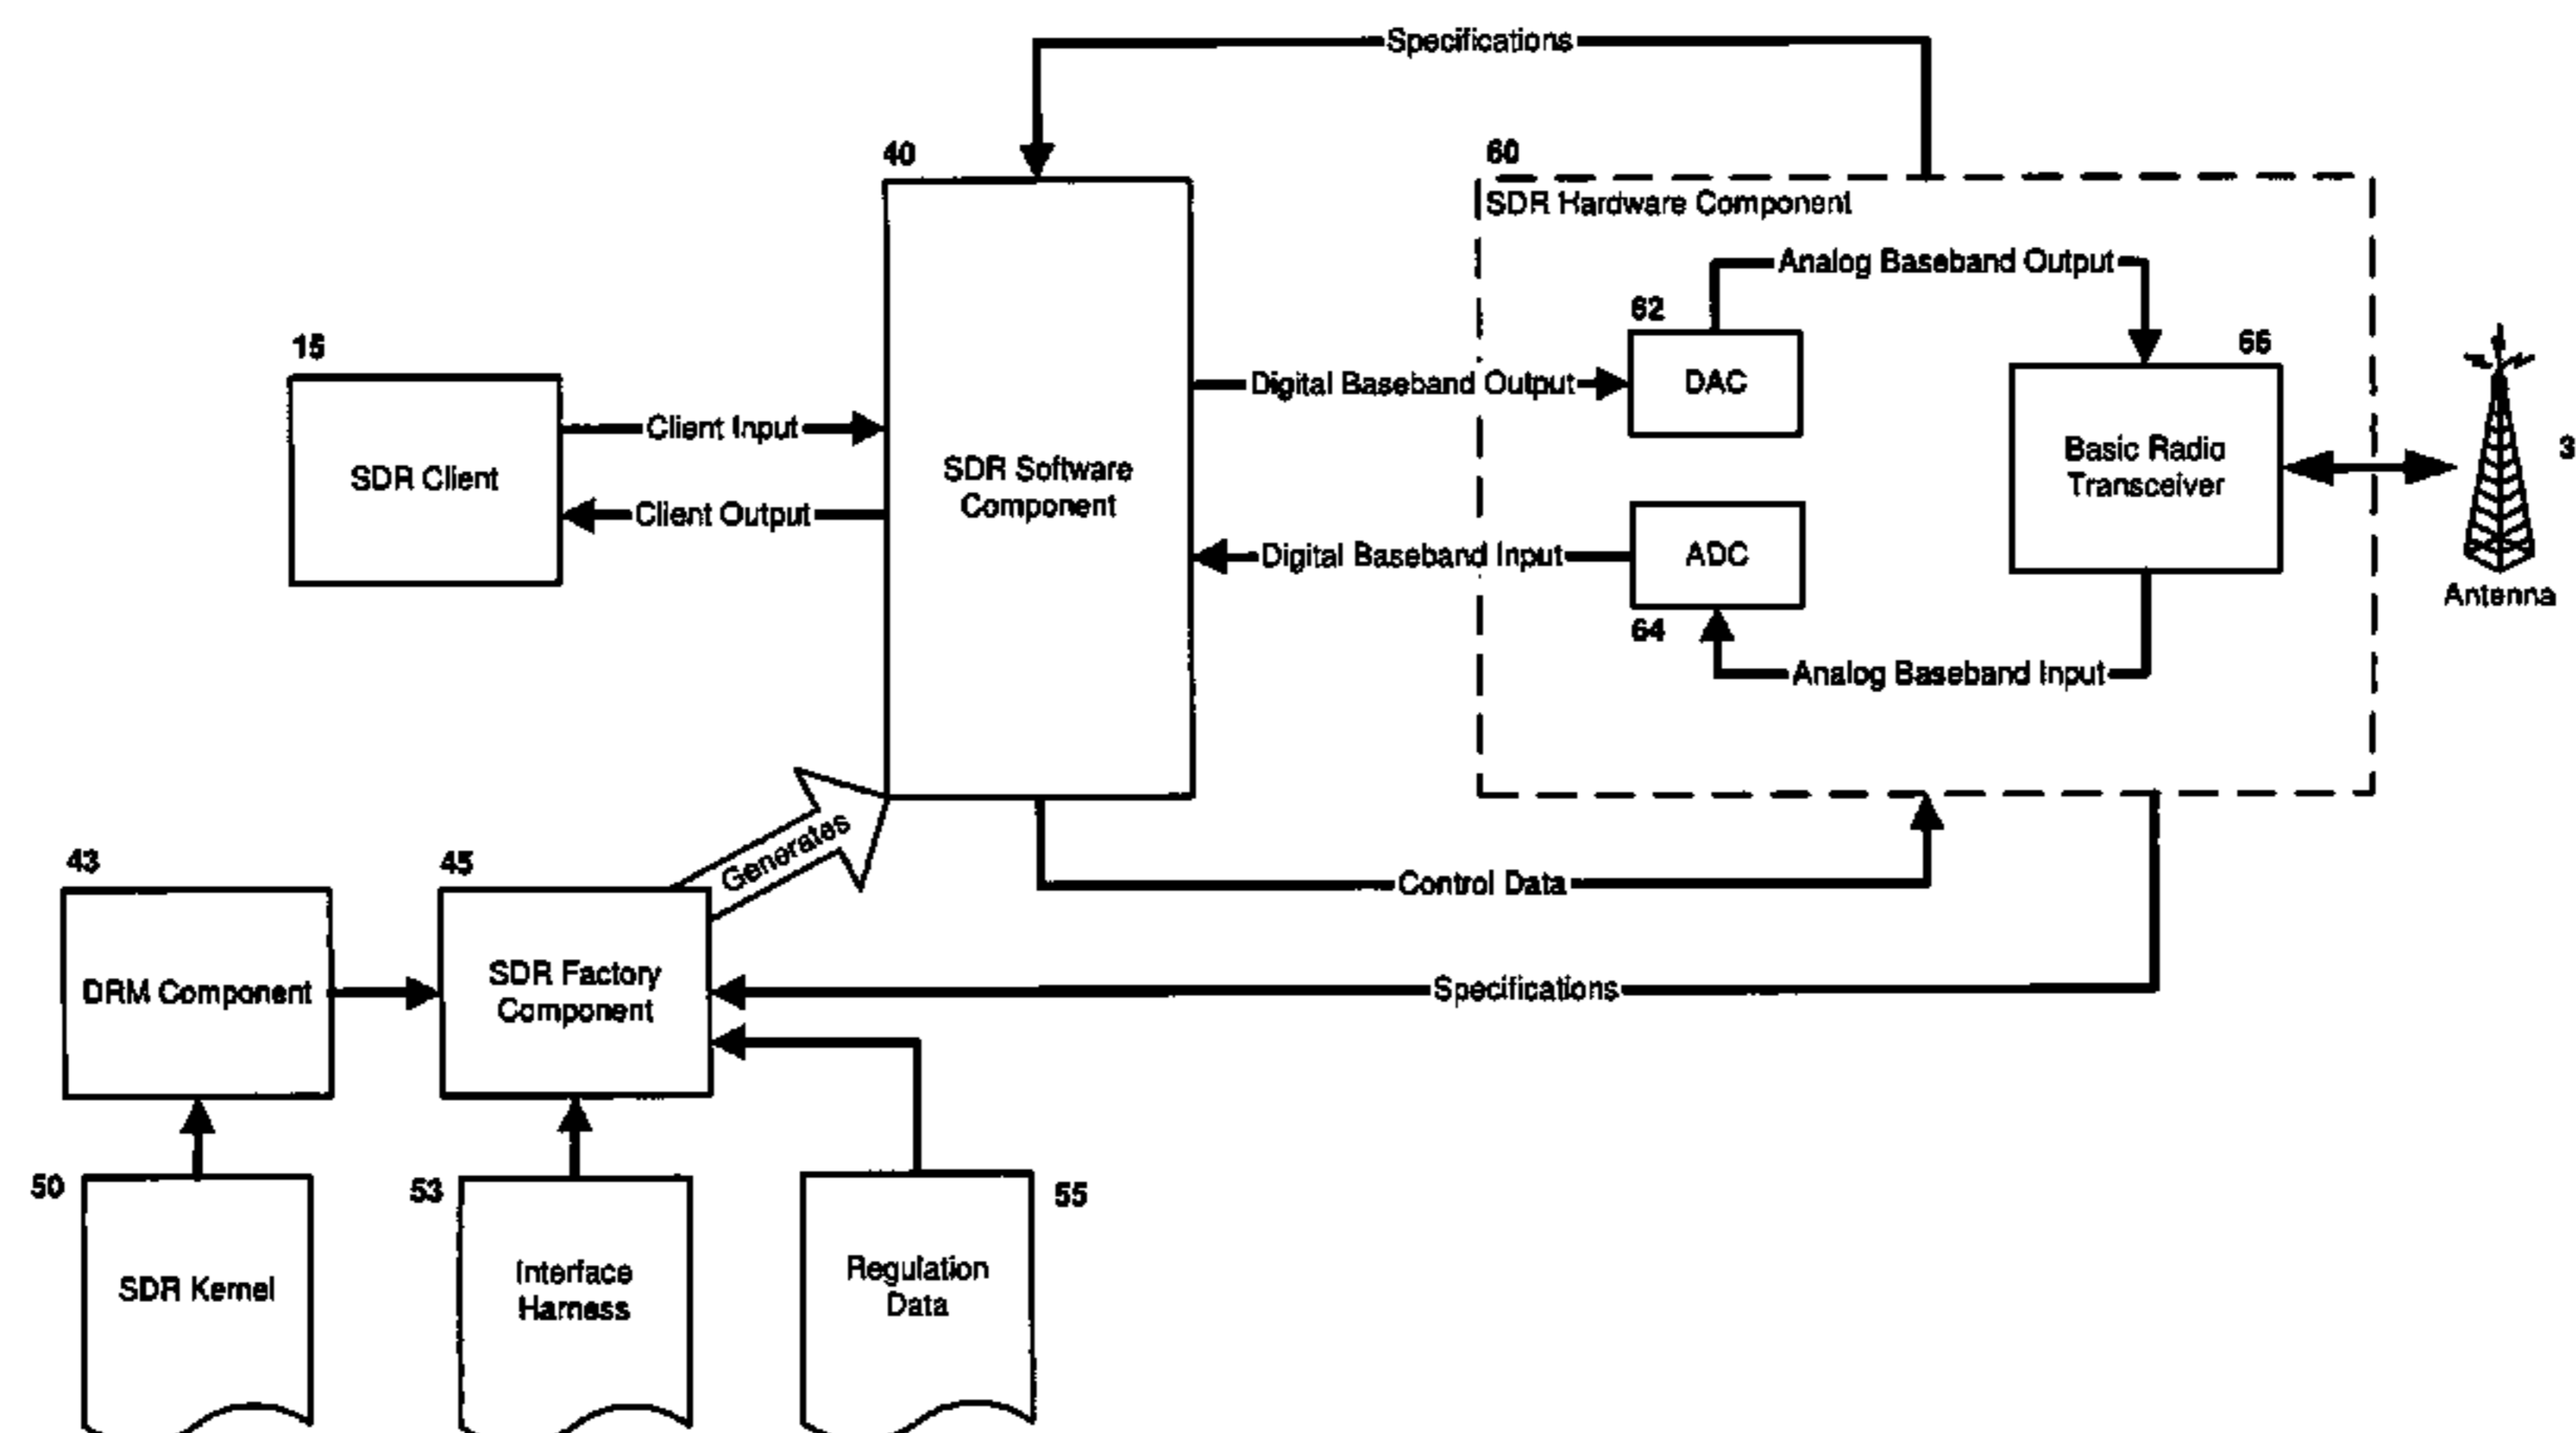 Specifications
40
60
SDR Hardware Component
Analog Baseband Output
62
66
15
DAC
Digital Baseband Output
Client Input
SDR Client
SDR Software
Component
Basic Radio
Transceiver
3
Client Output
Digital Baseband Input
ADC
Antenna
64
Analog Baseband Input
Generates
43
45
Control Data
DRM Component
SDR Factory
Component
Specifications
50
53
55
SDR Kernel
Interface
Harness
Regulation
Data